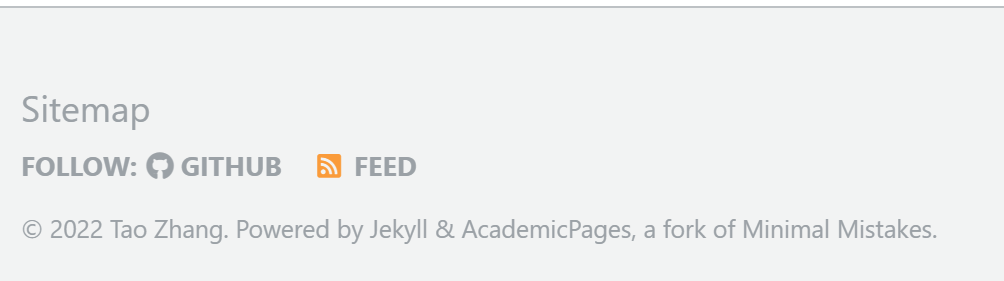 Sitemap
FOLLOW: GITHUB FEED
© 2022 Tao Zhang. Powered by Jekyll & AcademicPages, a fork of Minimal Mistakes.